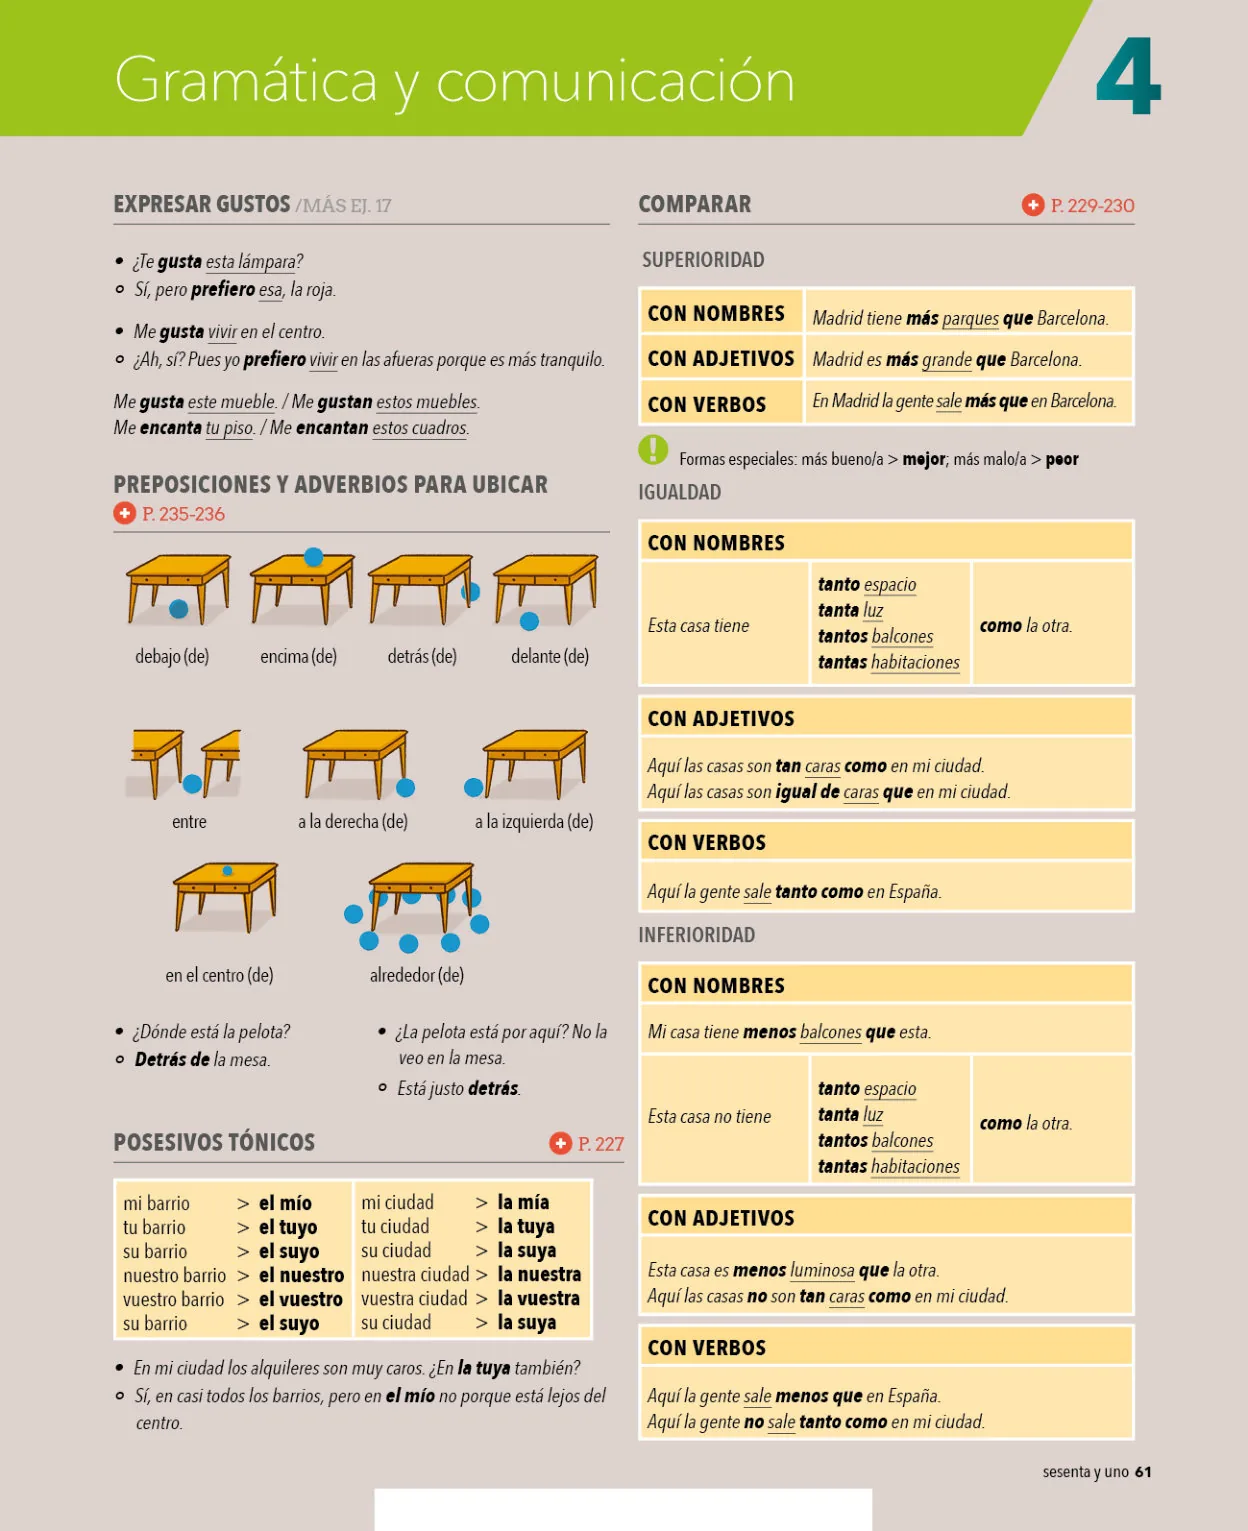 Gramática y comunicación
4
EXPRESAR GUSTOS /MÁS EJ. 17
• ¿Te gusta esta lámpara?
○ Sí, pero prefiero esa, la roja.
• Me gusta vivir en el centro.
○ ¿Ah, sí? Pues yo prefiero vivir en las afueras porque es más tranquilo.
Me gusta este mueble. / Me gustan estos muebles.
Me encanta tu piso. / Me encantan estos cuadros.
PREPOSICIONES Y ADVERBIOS PARA UBICAR
+ P. 235-236
debajo (de) encima (de) detrás (de) delante (de)
entre a la derecha (de) a la izquierda (de)
en el centro (de) alrededor (de)
• ¿Dónde está la pelota?
○ Detrás de la mesa.
• ¿La pelota está por aquí? No la
veo en la mesa.
○ Está justo detrás.
POSESIVOS TÓNICOS + P. 227
mi barrio > el mío mi ciudad > la mía
tu barrio > el tuyo tu ciudad > la tuya
su barrio > el suyo su ciudad > la suya
nuestro barrio > el nuestro nuestra ciudad > la nuestra
vuestro barrio > el vuestro vuestra ciudad > la vuestra
su barrio > el suyo su ciudad > la suya
• En mi ciudad los alquileres son muy caros. ¿En la tuya también?
○ Sí, en casi todos los barrios, pero en el mío no porque está lejos del
centro.
COMPARAR + P. 229-230
SUPERIORIDAD
CON NOMBRES Madrid tiene más parques que Barcelona.
CON ADJETIVOS Madrid es más grande que Barcelona.
CON VERBOS En Madrid la gente sale más que en Barcelona.
! Formas especiales: más bueno/a > mejor; más malo/a > peor
IGUALDAD
CON NOMBRES
Esta casa tiene
tanto espacio
tanta luz
tantos balcones
tantas habitaciones
como la otra.
CON ADJETIVOS
Aquí las casas son tan caras como en mi ciudad.
Aquí las casas son igual de caras que en mi ciudad.
CON VERBOS
Aquí la gente sale tanto como en España.
INFERIORIDAD
CON NOMBRES
Mi casa tiene menos balcones que esta.
Esta casa no tiene
tanto espacio
tanta luz
tantos balcones
tantas habitaciones
como la otra.
CON ADJETIVOS
Esta casa es menos luminosa que la otra.
Aquí las casas no son tan caras como en mi ciudad.
CON VERBOS
Aquí la gente sale menos que en España.
Aquí la gente no sale tanto como en mi ciudad.
sesenta y uno 61